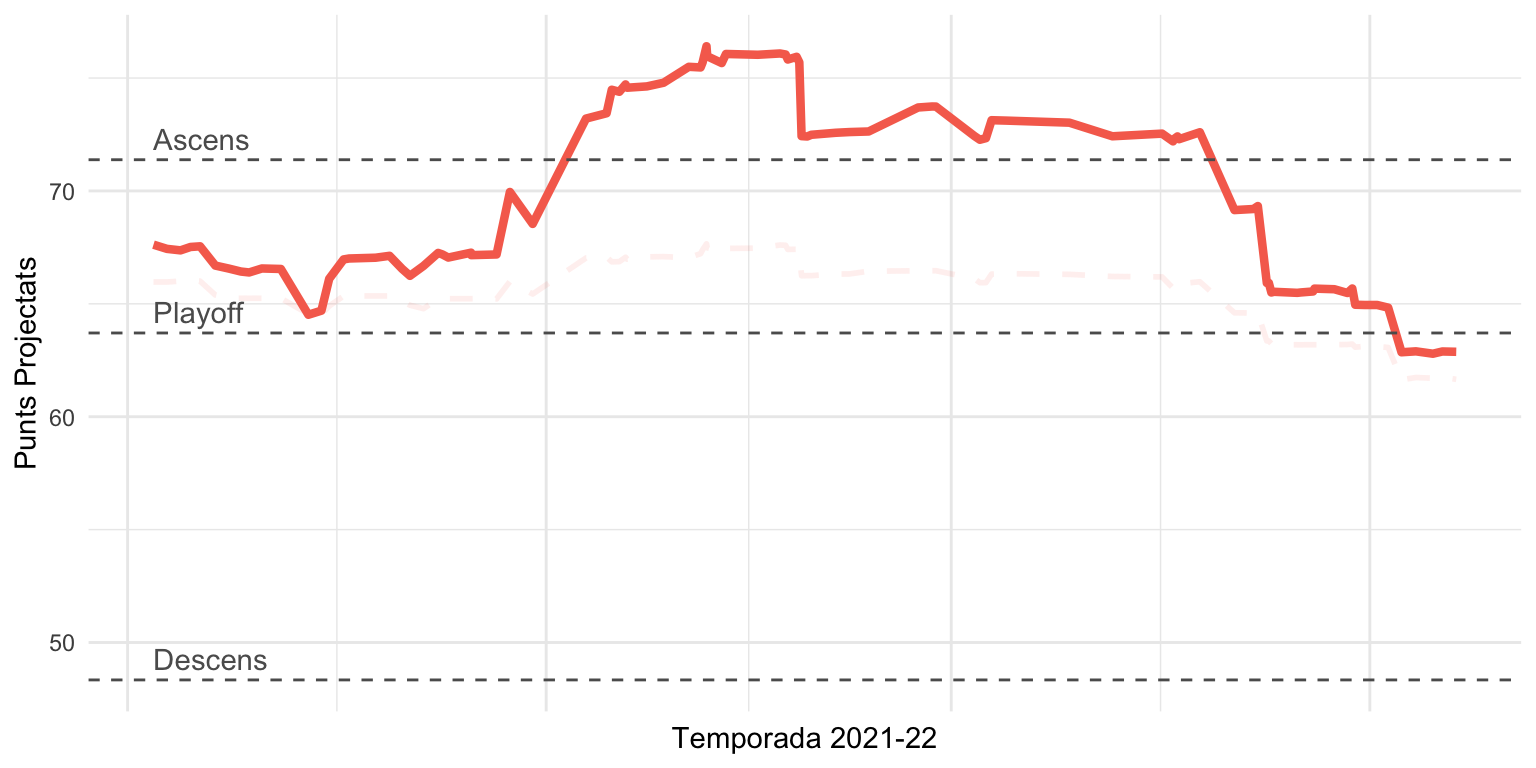 Ascens
70
Playoff
60
50
Descens
Punts Projectats
Temporada 2021-22